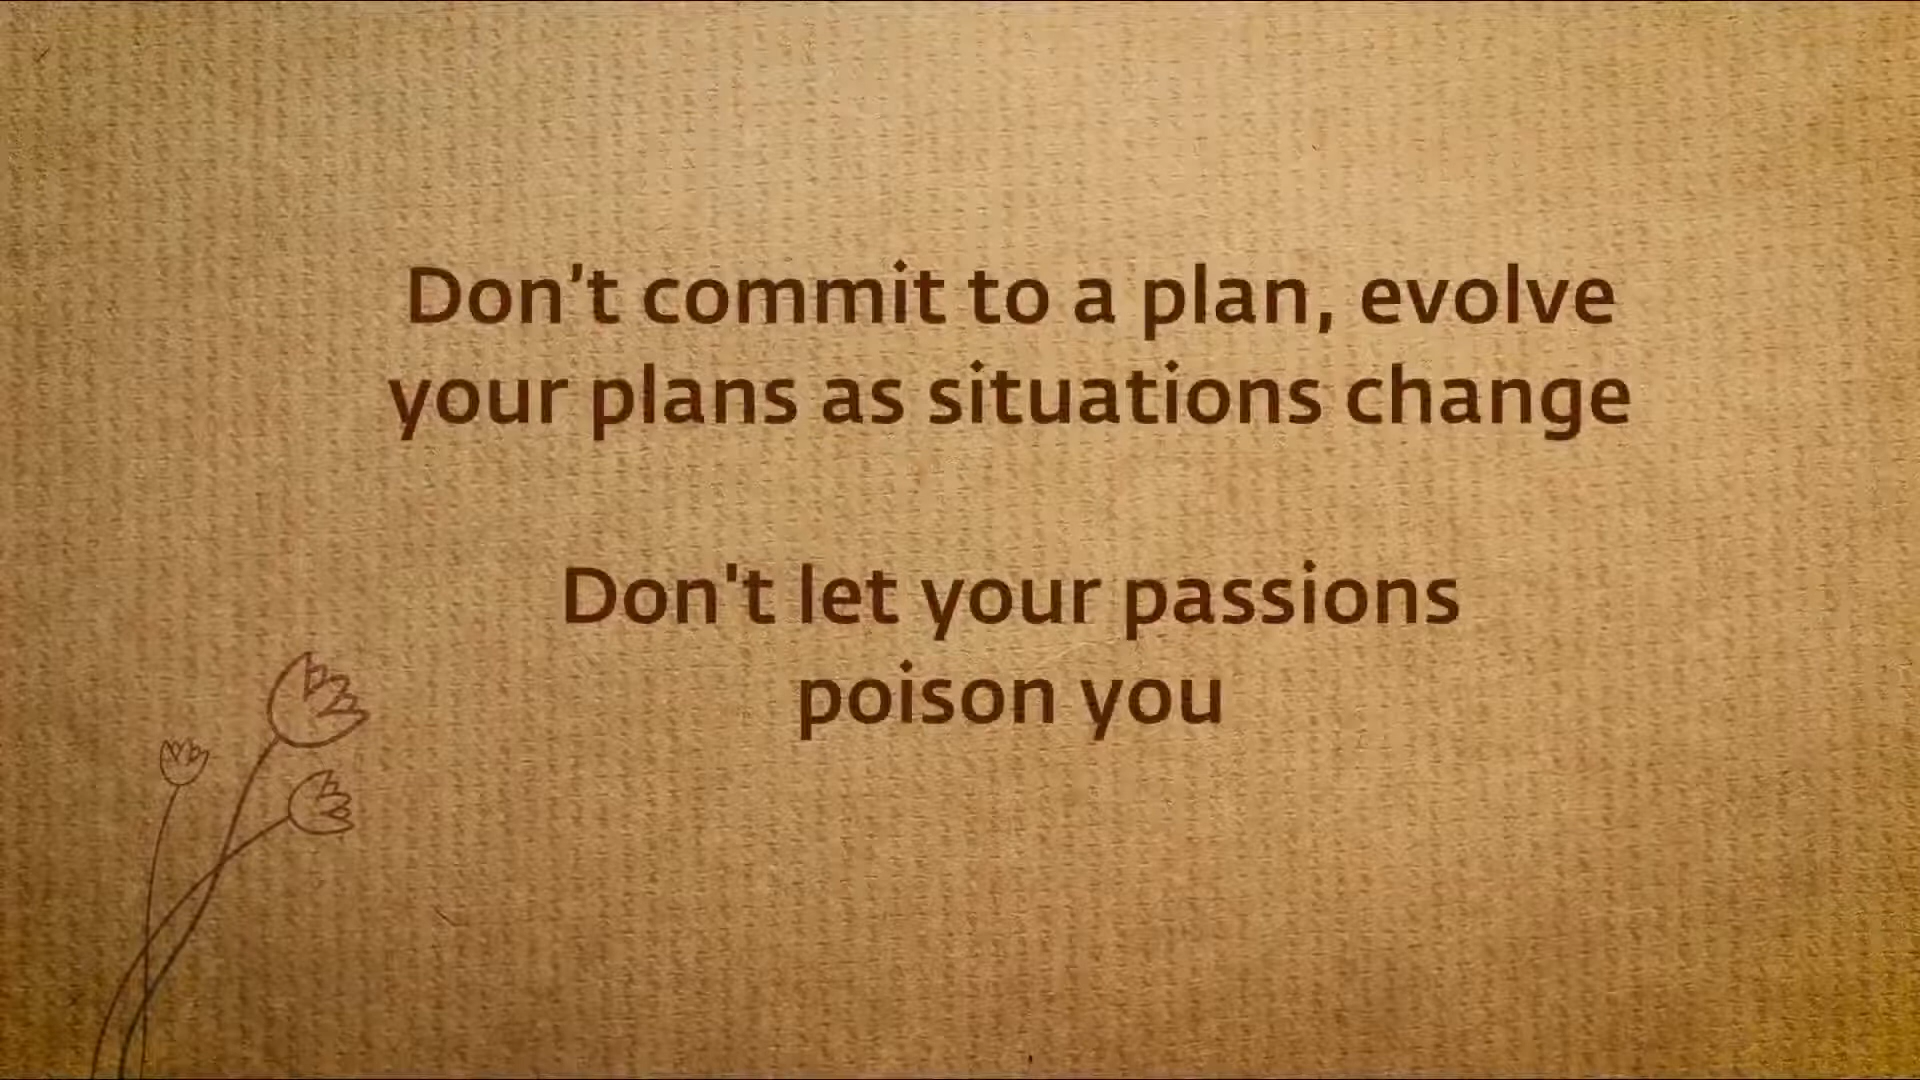 Don't commit to a plan, evolve
your plans as situations change
Don't let your passions
poison you